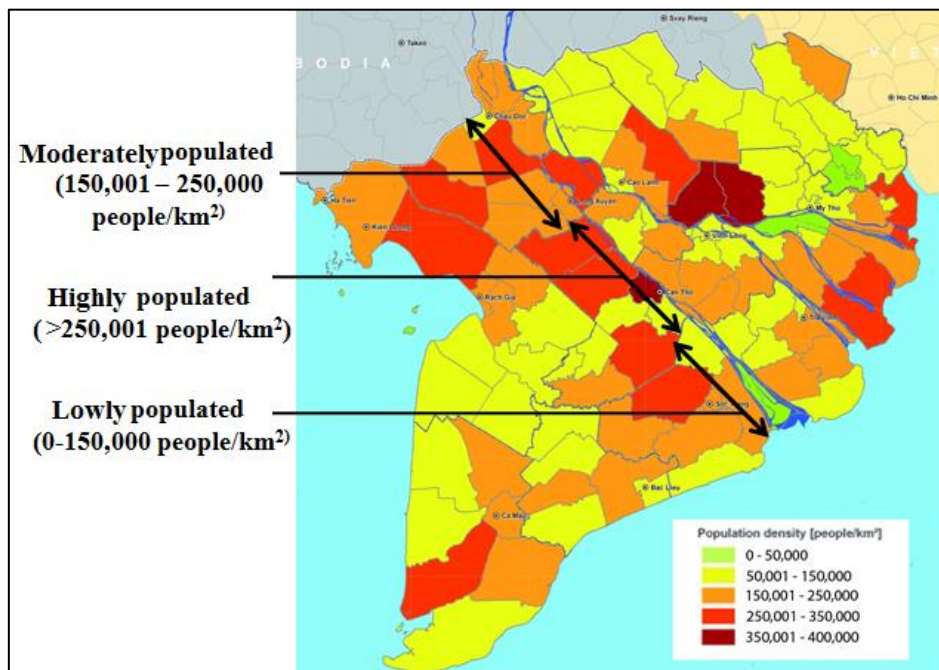 Svay Rieng
Takeo
BODIA
VIET
Ho Chi Minh
Chau Doc
Moderately populated
(150,001 – 250,000
people/km²)
Cao Lanh
Long Xuyen
Ha Tien
My Tho
Kien Luong
Vinh Long
Highly populated
( >250,001 people/km²)
Rach Gia
Can Tho
Lowly populated
(0-150,000 people/km²)
Soc Trang
Bac Lieu
Ca Mau
Population density [people/km²]
0 - 50,000
50,001 - 150,000
150,001 - 250,000
250,001 - 350,000
350,001 - 400,000